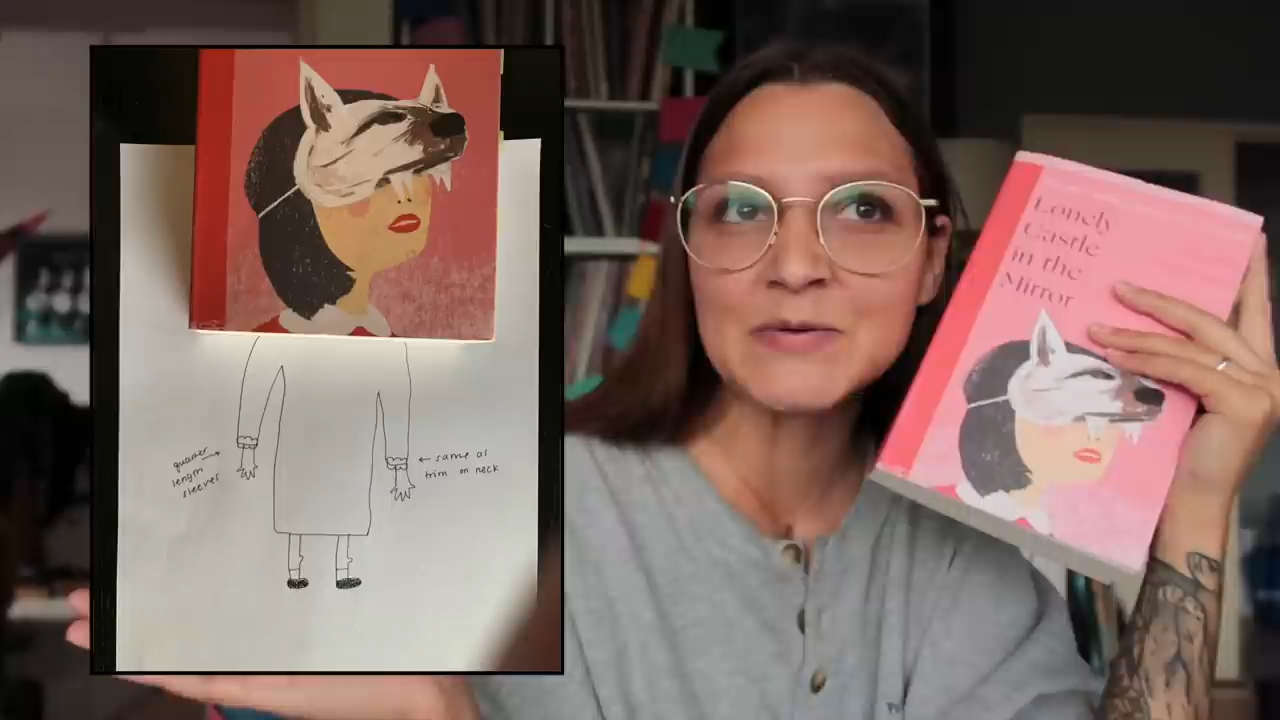 quarter
length
sleeves
← same as
trim on neck
Lonely
Castle
in the
Mirror